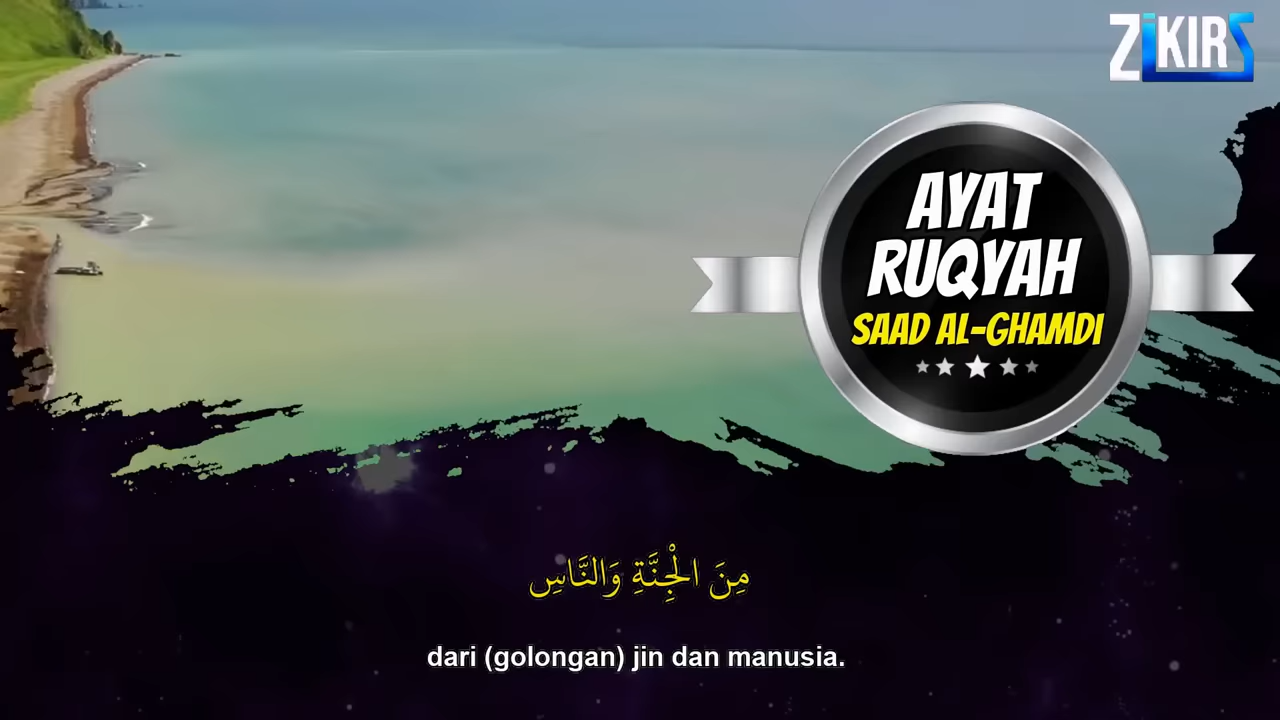 ZIKIRS
AYAT
RUQYAH
SAAD AL-GHAMDI
مِنَ الْجِنَّةِ وَالنَّاسِ
dari (golongan) jin dan manusia.